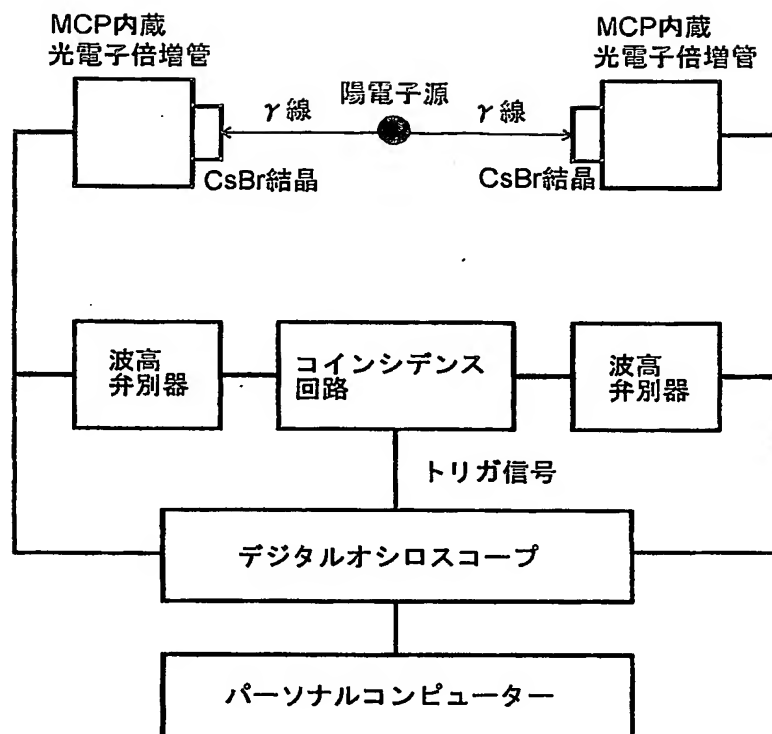 MCP内蔵
光電子倍増管
MCP内蔵
光電子倍増管
陽電子源
γ線
γ線
CsBr結晶
CsBr結晶
波高
弁別器
コインシデンス
回路
波高
弁別器
トリガ信号
デジタルオシロスコープ
パーソナルコンピューター